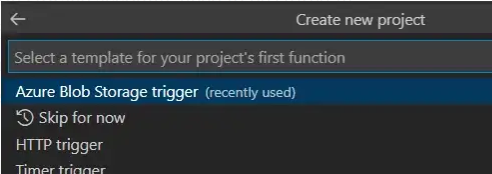 Create new project
Select a template for your project's first function
Azure Blob Storage trigger (recently used)
Skip for now
HTTP trigger
Timer trigger